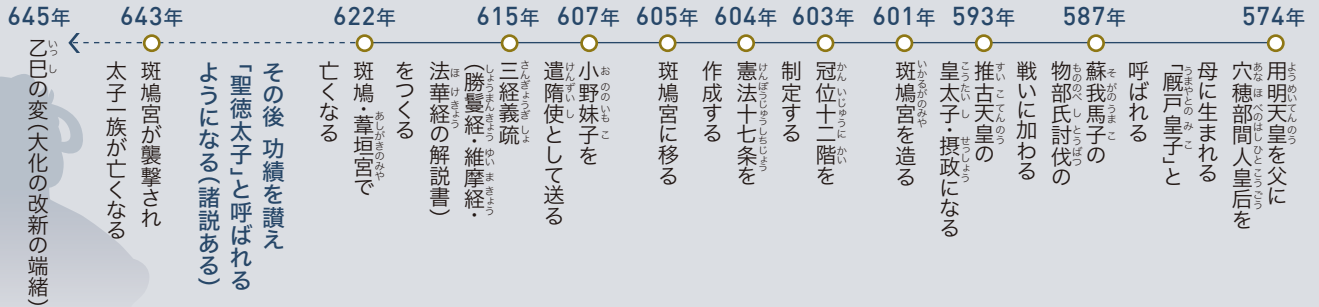 574年
用明天皇を父に
穴穂部間人皇后を
母に生まれる
「厩戸皇子」と
呼ばれる
587年
蘇我馬子の
物部氏討伐の
戦いに加わる
593年
推古天皇の
皇太子・摂政になる
601年
斑鳩宮を造る
603年
冠位十二階を
制定する
604年
憲法十七条を
作成する
605年
斑鳩宮に移る
607年
小野妹子を
遣隋使として送る
615年
三経義疏
(勝鬘経・維摩経・
法華経の解説書)
をつくる
622年
斑鳩・葦垣宮で
亡くなる
その後 功績を讃え
「聖徳太子」と呼ばれる
ようになる(諸説ある)
643年
斑鳩宮が襲撃され
太子一族が亡くなる
645年
乙巳の変(大化の改新の端緒)